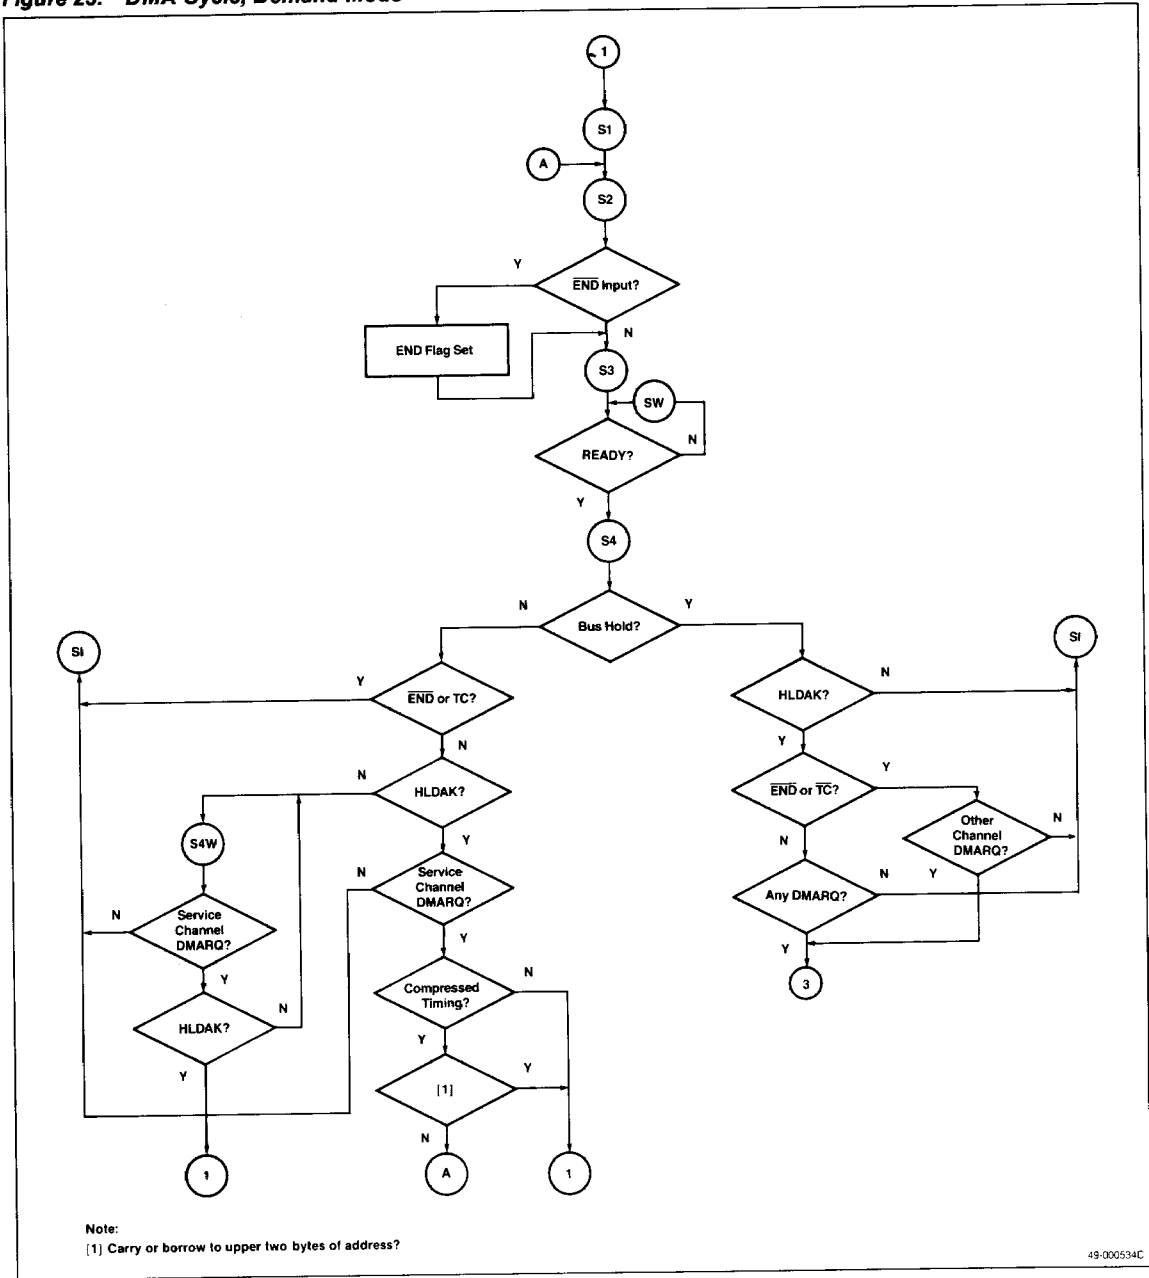 Figure 23. DMA Cycle, Demand Mode
1
S1
A
S2
Y
END Input?
END Flag Set
N
S3
SW
READY?
N
Y
S4
N
Bus Hold?
Y
SI
SI
Y
END or TC?
N
HLDAK?
N
Y
N
HLDAK?
Y
END or TC?
Y
Other
Channel
DMARQ?
N
S4W
N
Service
Channel
DMARQ?
Y
N
Any DMARQ?
N
Y
Y
3
N
Service
Channel
DMARQ?
Y
Compressed
Timing?
N
Y
HLDAK?
N
Y
[1]
Y
N
1
A
1
Note:
[1] Carry or borrow to upper two bytes of address?
49-000534C